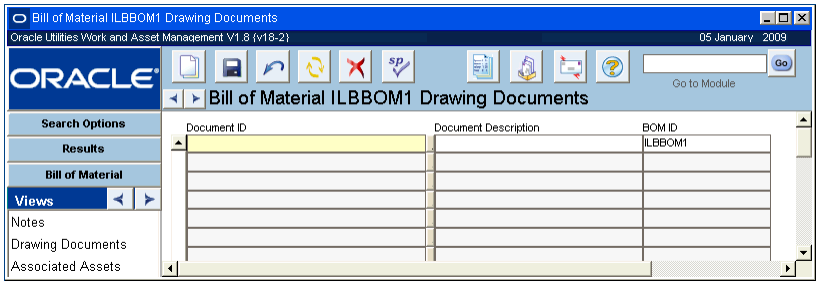 Bill of Material ILBBOM1 Drawing Documents
Oracle Utilities Work and Asset Management V1.8 {v18-2}
05 January 2009
ORACLE
sp
Go
Go to Module
Bill of Material ILBBOM1 Drawing Documents
Search Options
Results
Bill of Material
Views
Notes
Drawing Documents
Associated Assets
Document ID
Document Description
BOM ID
ILBBOM1